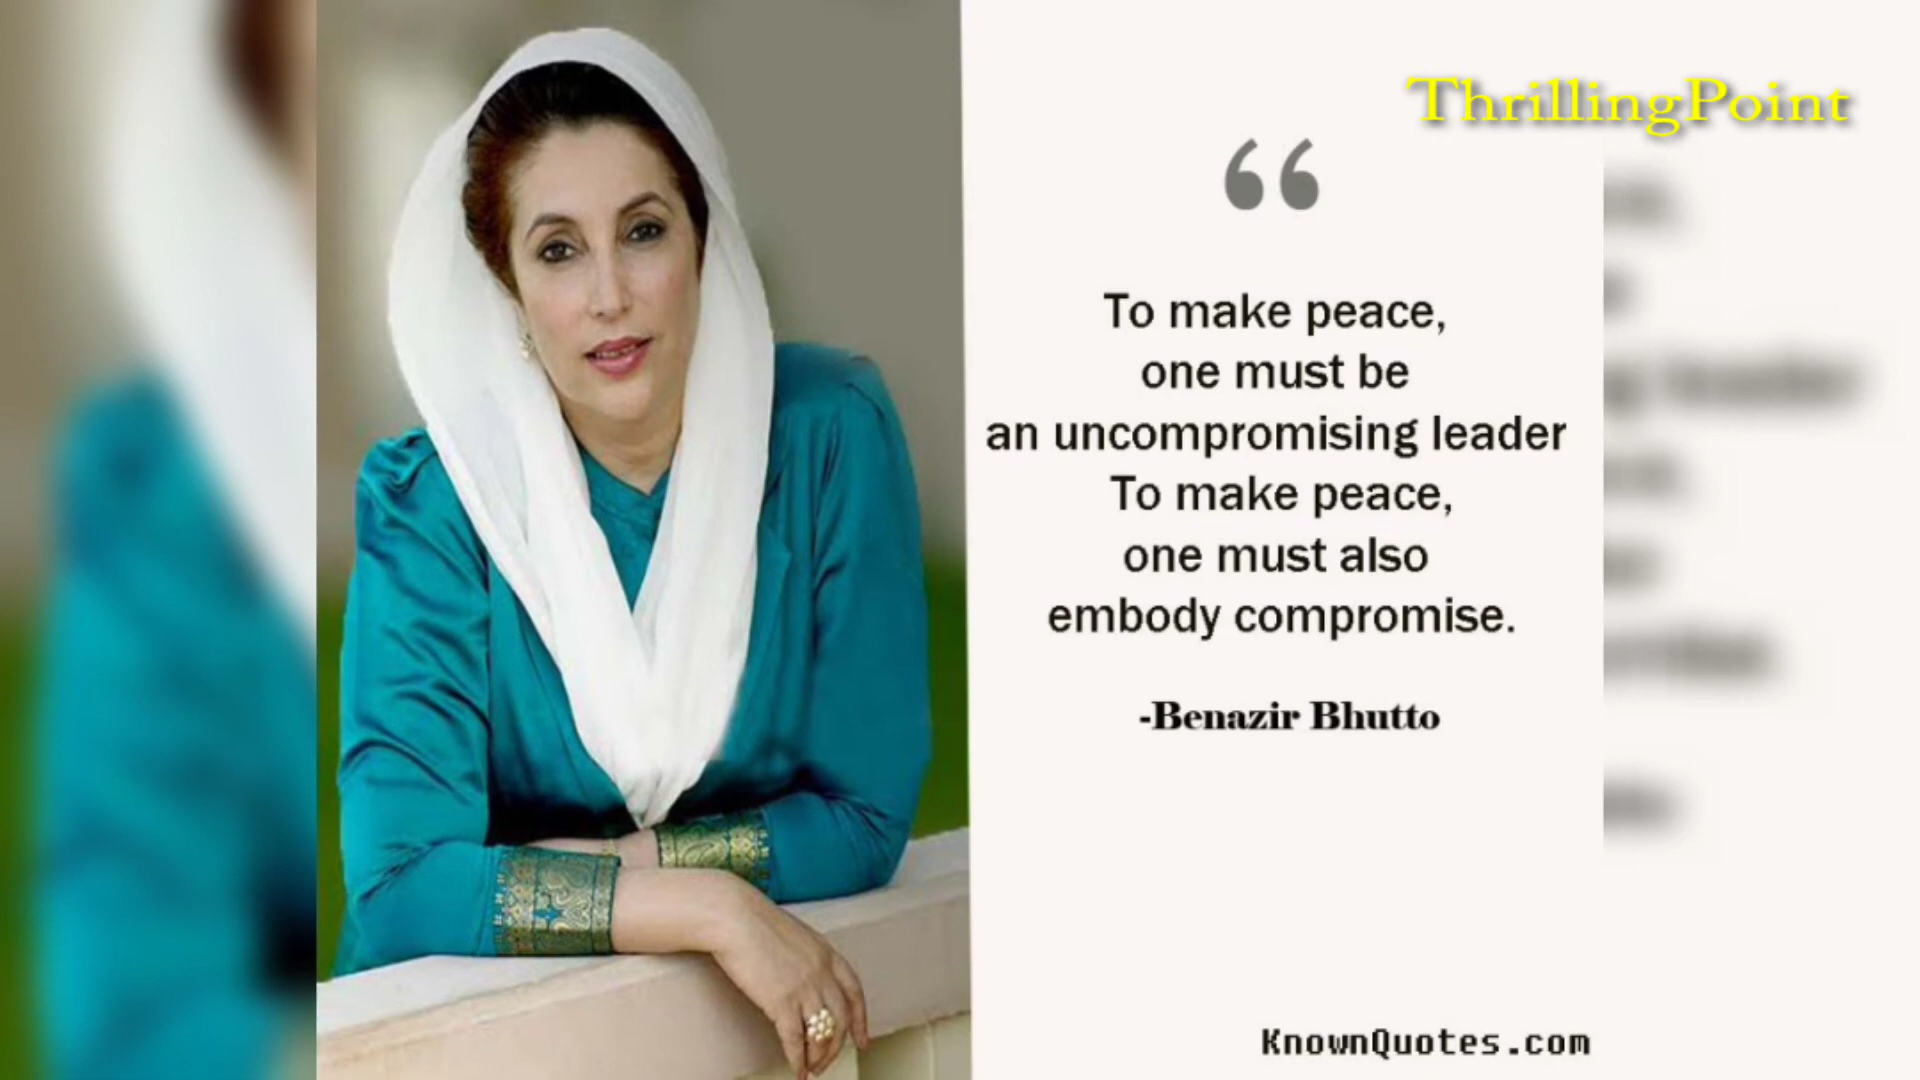 ThrillingPoint
“
To make peace,
one must be
an uncompromising leader
To make peace,
one must also
embody compromise.
-Benazir Bhutto
KnownQuotes.com